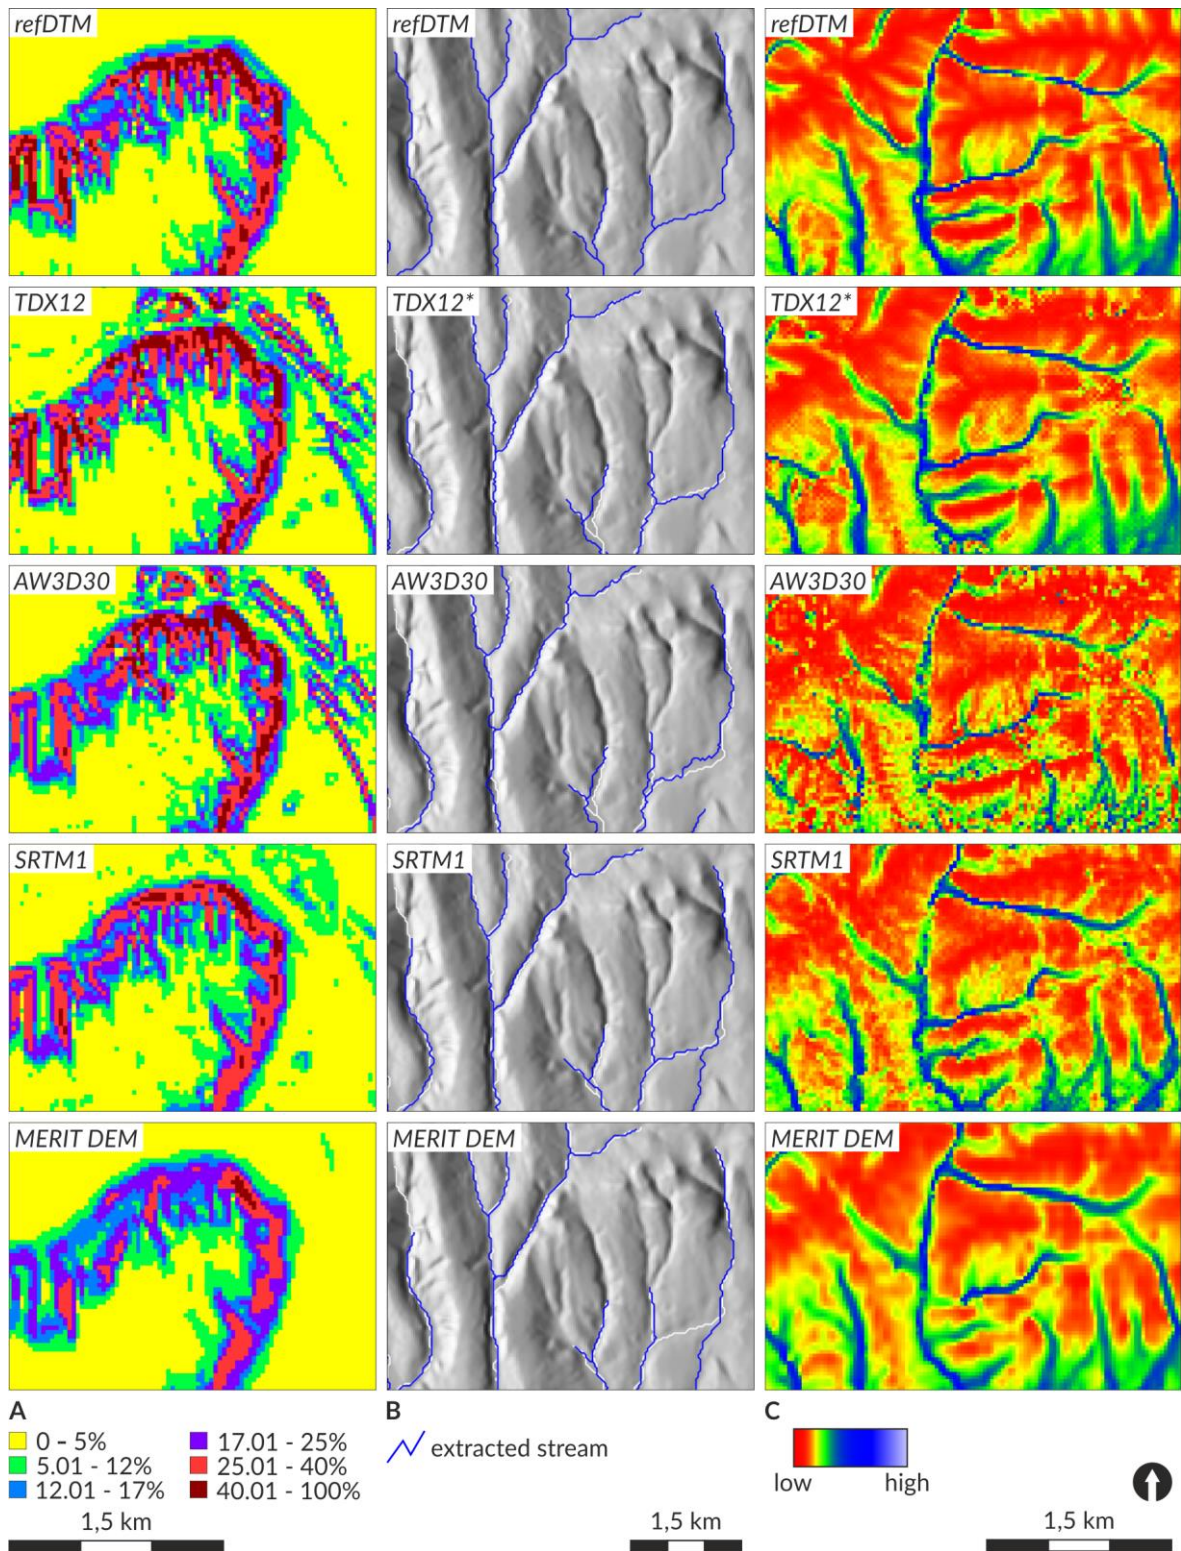 refDTM
refDTM
refDTM
TDX12
TDX12*
TDX12*
AW3D30
AW3D30
AW3D30
SRTM1
SRTM1
SRTM1
MERIT DEM
MERIT DEM
MERIT DEM
A
0 - 5%
5.01 - 12%
12.01 - 17%
17.01 - 25%
25.01 - 40%
40.01 - 100%
1,5 km
B
extracted stream
1,5 km
C
low high
1,5 km